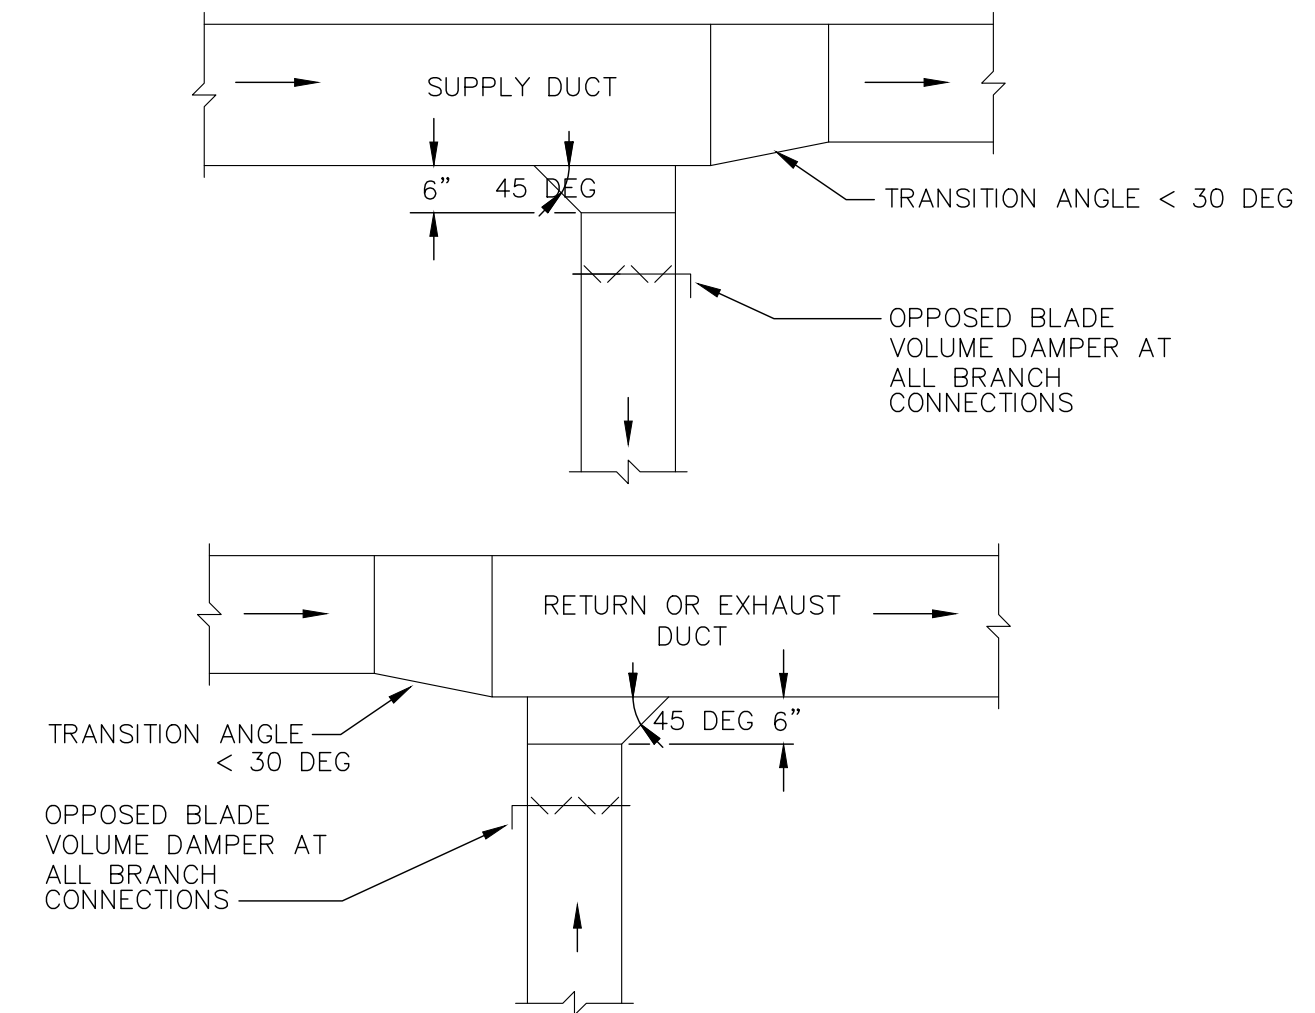 SUPPLY DUCT
6” 45 DEG
TRANSITION ANGLE < 30 DEG
OPPOSED BLADE
VOLUME DAMPER AT
ALL BRANCH
CONNECTIONS
RETURN OR EXHAUST
DUCT
45 DEG 6”
TRANSITION ANGLE
< 30 DEG
OPPOSED BLADE
VOLUME DAMPER AT
ALL BRANCH
CONNECTIONS